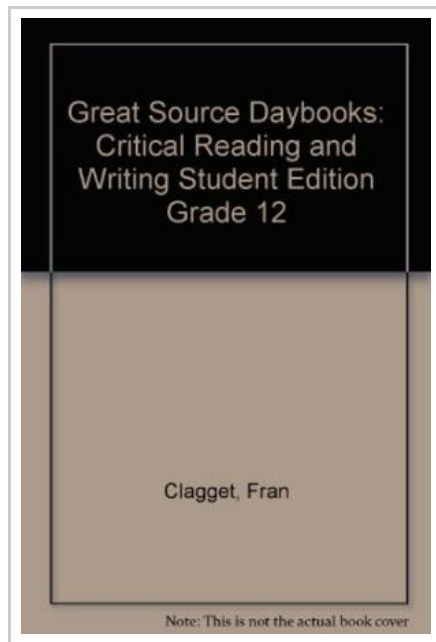 Great Source Daybooks:
Critical Reading and
Writing Student Edition
Grade 12
Clagget, Fran
Note: This is not the actual book cover